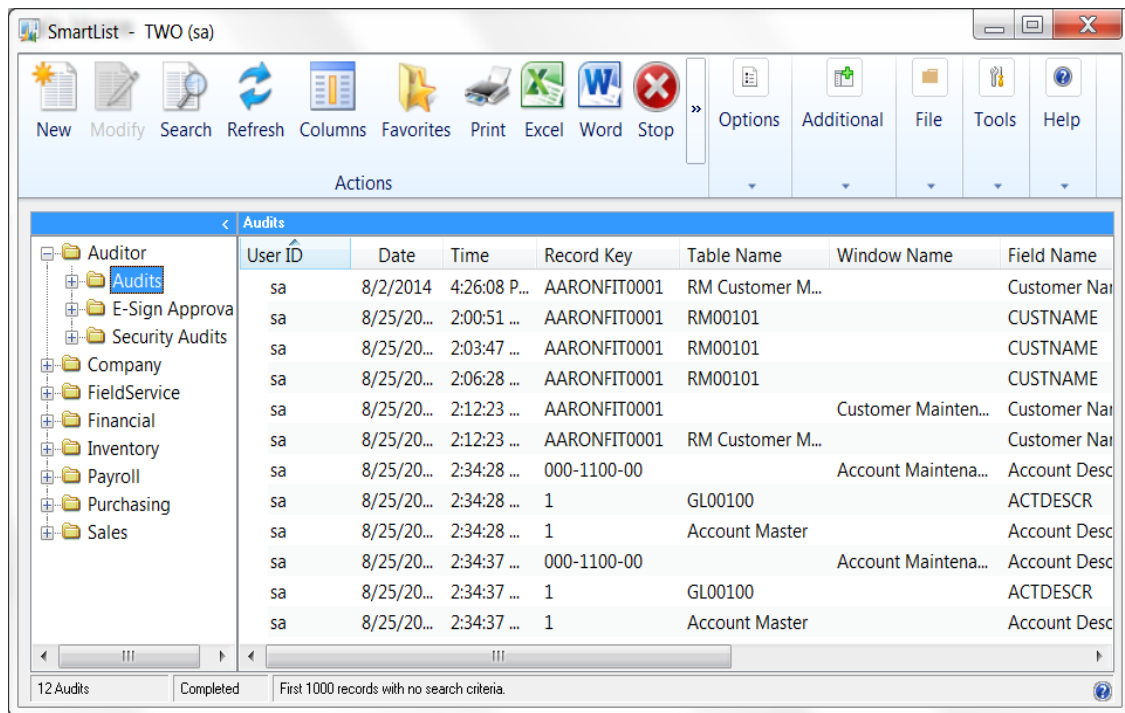 SmartList - TWO (sa)
New Modify Search Refresh Columns Favorites Print Excel Word Stop » Options Additional File Tools Help
Actions
Audits
User ID Date Time Record Key Table Name Window Name Field Name
Auditor
Audits
E-Sign Approva
Security Audits
Company
FieldService
Financial
Inventory
Payroll
Purchasing
Sales
sa 8/2/2014 4:26:08 P... AARONFIT0001 RM Customer M... Customer Nar
sa 8/25/20... 2:00:51 ... AARONFIT0001 RM00101 CUSTNAME
sa 8/25/20... 2:03:47 ... AARONFIT0001 RM00101 CUSTNAME
sa 8/25/20... 2:06:28 ... AARONFIT0001 RM00101 CUSTNAME
sa 8/25/20... 2:12:23 ... AARONFIT0001 Customer Mainten... Customer Nar
sa 8/25/20... 2:12:23 ... AARONFIT0001 RM Customer M... Customer Nar
sa 8/25/20... 2:34:28 ... 000-1100-00 Account Maintena... Account Desc
sa 8/25/20... 2:34:28 ... 1 GL00100 ACTDESCR
sa 8/25/20... 2:34:28 ... 1 Account Master Account Desc
sa 8/25/20... 2:34:37 ... 000-1100-00 Account Maintena... Account Desc
sa 8/25/20... 2:34:37 ... 1 GL00100 ACTDESCR
sa 8/25/20... 2:34:37 ... 1 Account Master Account Desc
12 Audits Completed First 1000 records with no search criteria.